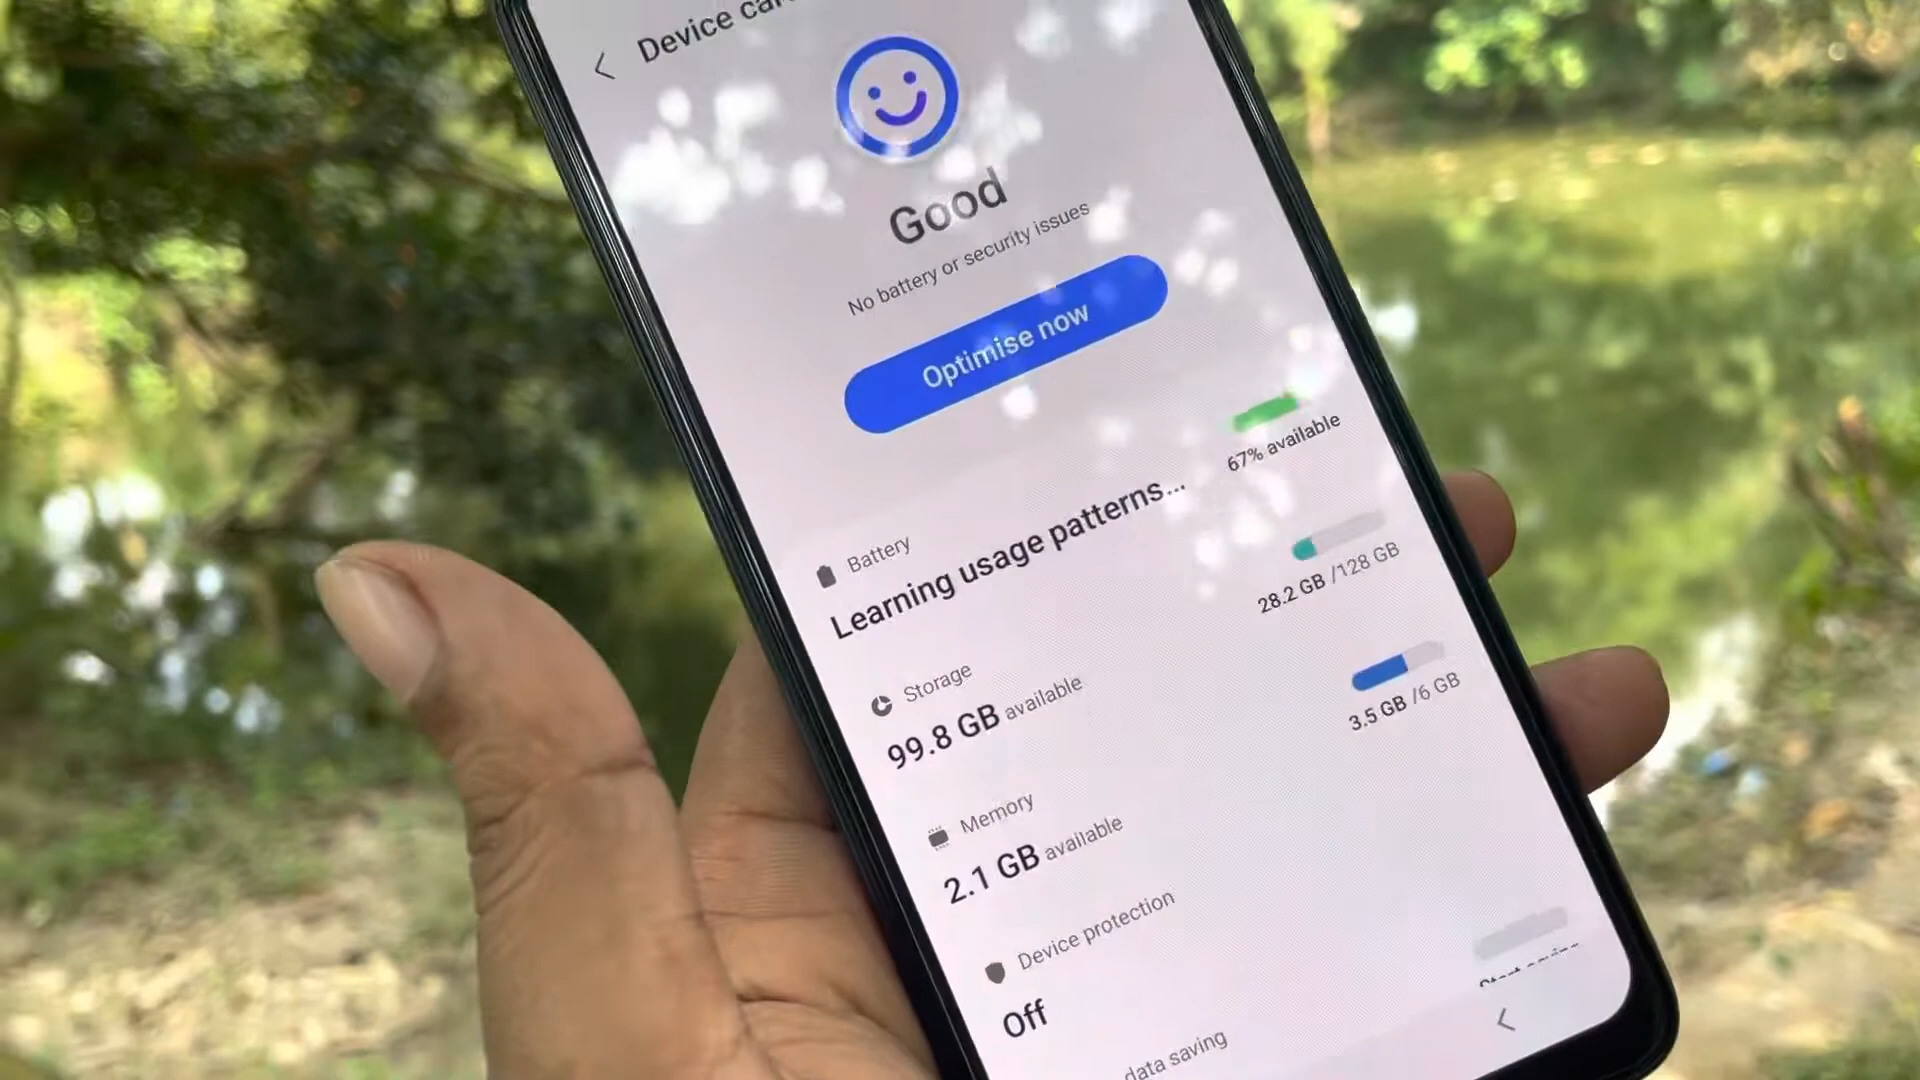 Device
Good
No battery or security issues
Optimise now
67% available
Battery
Learning usage patterns...
28.2 GB /128 GB
Storage
99.8 GB available
3.5 GB /6 GB
Memory
2.1 GB available
Device protection
Off
data saving